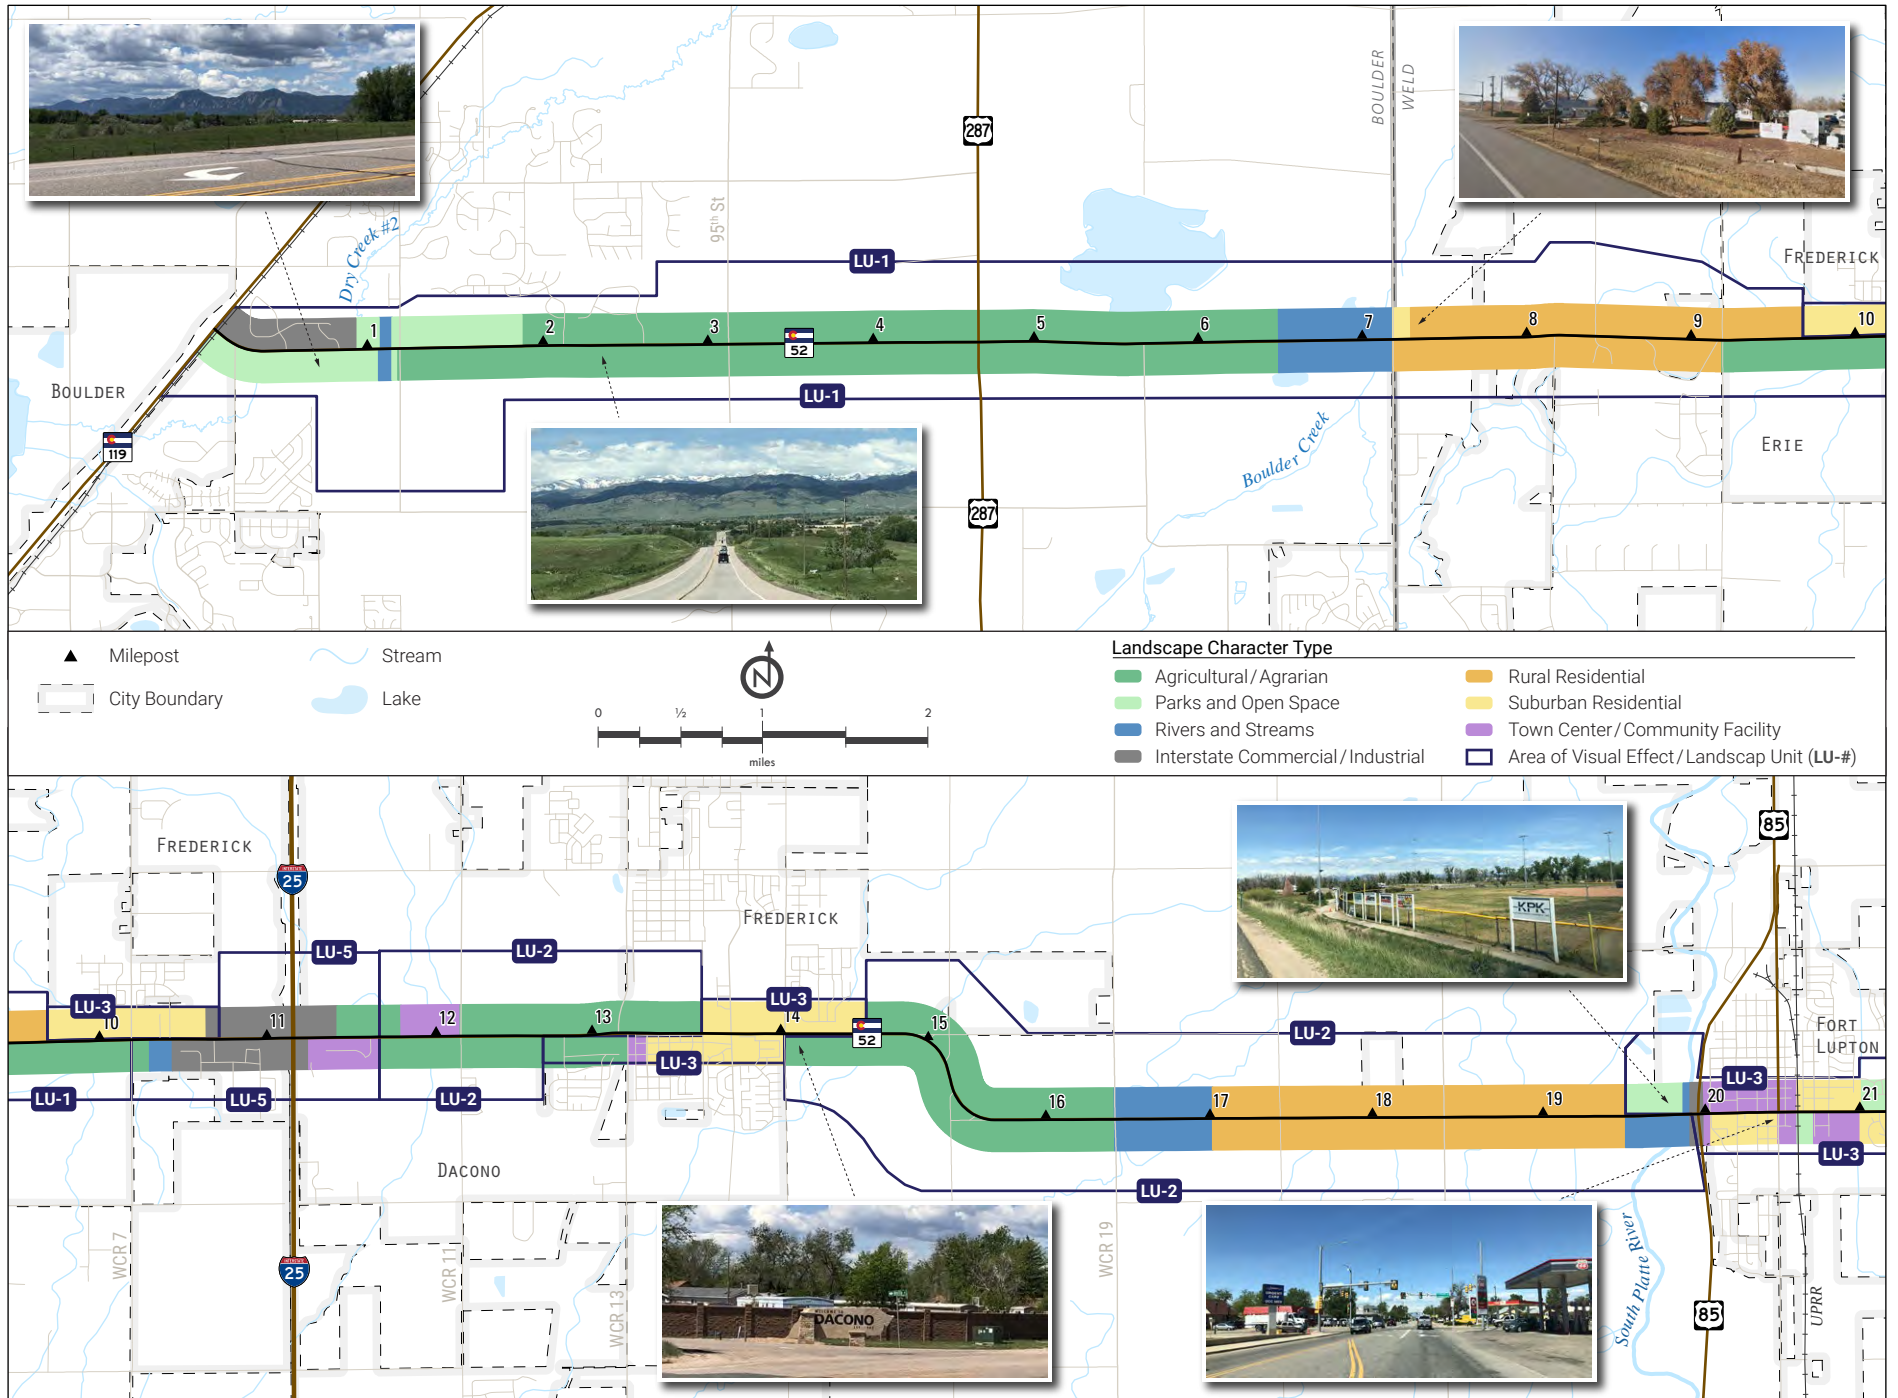 287
BOULDER
WELD
95th St
Dry Creek #2
LU-1
FREDERICK
1
2
3
4
5
6
7
8
9
10
52
BOULDER
LU-1
119
Boulder Creek
ERIE
287
Milepost
Stream
City Boundary
Lake
N
0
½
1
2
miles
Landscape Character Type
Agricultural/Agrarian
Parks and Open Space
Rivers and Streams
Interstate Commercial/Industrial
Rural Residential
Suburban Residential
Town Center/Community Facility
Area of Visual Effect/Landscap Unit (LU-#)
85
FREDERICK
INTERSTATE
25
FREDERICK
KPK
LU-5
LU-2
LU-3
LU-3
10
11
12
13
14
52
15
LU-2
FORT
LUPTON
LU-3
LU-3
16
17
18
19
20
21
LU-1
LU-5
LU-2
LU-3
DACONO
LU-2
WCR 7
WCR 11
WCR 13
WCR 19
INTERSTATE
25
DACONO
South Platte River
85
UPRR